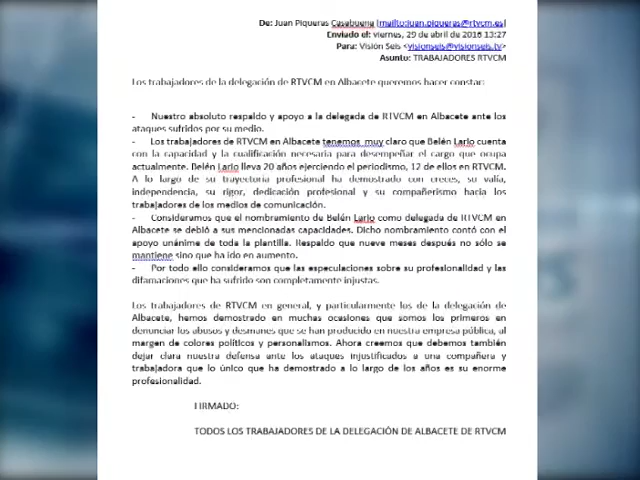 De: Juan Piqueras Casabuena [mailto:juan.piqueras@rtvcm.es]
Enviado el: viernes, 29 de abril de 2016 13:27
Para: Visión Seis <visionseis@visionseis.tv>
Asunto: TRABAJADORES RTVCM
Los trabajadores de la delegación de RTVCM en Albacete queremos hacer constar:
- Nuestro absoluto respaldo y apoyo a la delegada de RTVCM en Albacete ante los
ataques sufridos por su medio.
- Los trabajadores de RTVCM en Albacete tenemos muy claro que Belén Lario cuenta
con la capacidad y la cualificación necesaria para desempeñar el cargo que ocupa
actualmente. Belén Lario lleva 20 años ejerciendo el periodismo, 12 de ellos en RTVCM.
A lo largo de su trayectoria profesional ha demostrado con creces, su valía,
independencia, su rigor, dedicación profesional y su compañerismo hacia los
trabajadores de los medios de comunicación.
- Consideramos que el nombramiento de Belén Lario como delegada de RTVCM en
Albacete se debió a sus mencionadas capacidades. Dicho nombramiento contó con el
apoyo unánime de toda la plantilla. Respaldo que nueve meses después no sólo se
mantiene sino que ha ido en aumento.
- Por todo ello consideramos que las especulaciones sobre su profesionalidad y las
difamaciones que ha sufrido son completamente injustas.
Los trabajadores de RTVCM en general, y particularmente los de la delegación de
Albacete, hemos demostrado en muchas ocasiones que somos los primeros en
denunciar los abusos y desmanes que se han producido en nuestra empresa pública, al
margen de colores políticos y personalismos. Ahora creemos que debemos también
dejar clara nuestra defensa ante los ataques injustificados a una compañera y
trabajadora que lo único que ha demostrado a lo largo de los años es su enorme
profesionalidad.
FIRMADO:
TODOS LOS TRABAJADORES DE LA DELEGACIÓN DE ALBACETE DE RTVCM